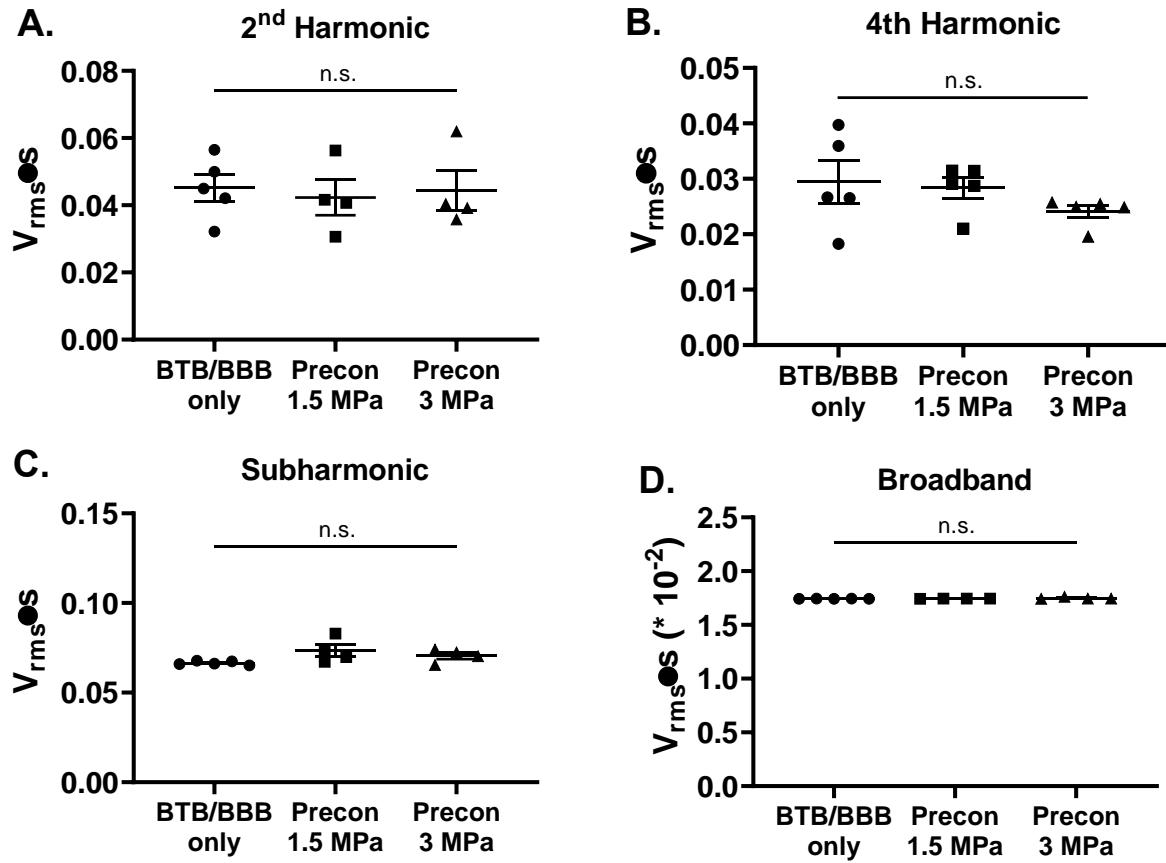 A.
2nd Harmonic
n.s.
0.08
0.06
0.04
0.02
0.00
Vrms●s
BTB/BBB only
Precon 1.5 MPa
Precon 3 MPa
B.
4th Harmonic
n.s.
0.05
0.04
0.03
0.02
0.01
0.00
Vrms●s
BTB/BBB only
Precon 1.5 MPa
Precon 3 MPa
C.
Subharmonic
n.s.
0.15
0.10
0.05
0.00
Vrms●s
BTB/BBB only
Precon 1.5 MPa
Precon 3 MPa
D.
Broadband
n.s.
2.5
2.0
1.5
1.0
0.5
0.0
Vrms●s (* 10-2)
BTB/BBB only
Precon 1.5 MPa
Precon 3 MPa